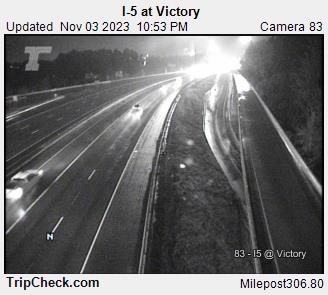 I-5 at Victory
Updated Nov 03 2023 10:53 PM Camera 83
T
N
83 - I5 @ Victory
TripCheck.com Milepost306.80